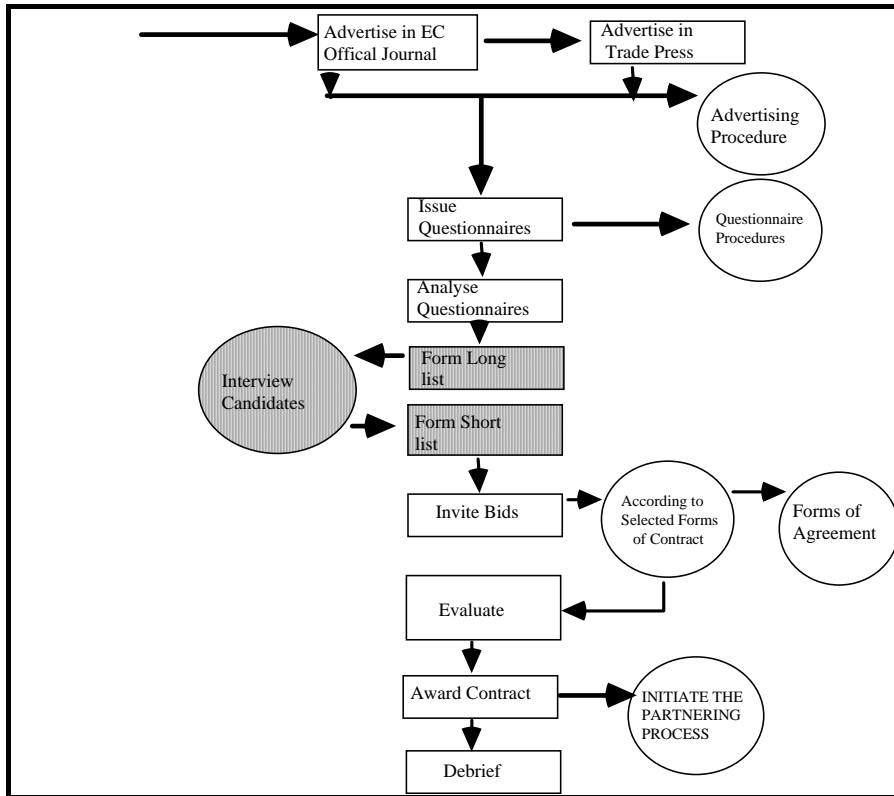 Advertise in EC
Offical Journal
Advertise in
Trade Press
Advertising
Procedure
Issue
Questionnaires
Questionnaire
Procedures
Analyse
Questionnaires
Form Long
list
Interview
Candidates
Form Short
list
Invite Bids
According to
Selected Forms
of Contract
Forms of
Agreement
Evaluate
Award Contract
INITIATE THE
PARTNERING
PROCESS
Debrief